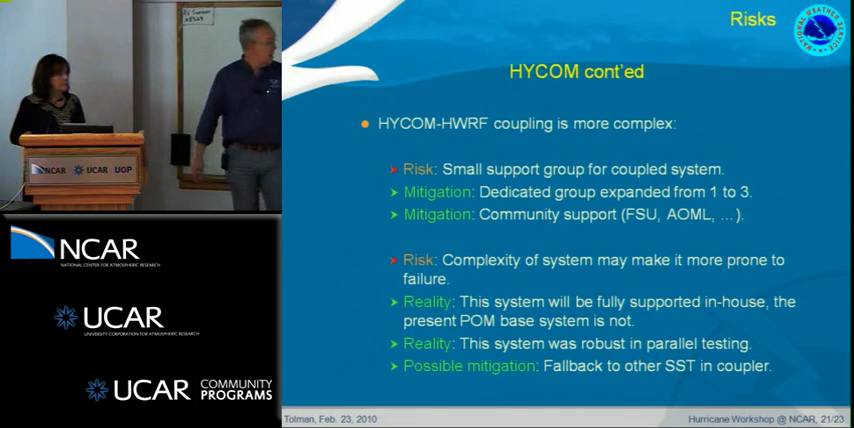 Risks
NATIONAL WEATHER SERVICE
HYCOM cont'ed
HYCOM-HWRF coupling is more complex:
Risk: Small support group for coupled system.
Mitigation: Dedicated group expanded from 1 to 3.
Mitigation: Community support (FSU, AOML, ...).
Risk: Complexity of system may make it more prone to
failure.
Reality: This system will be fully supported in-house, the
present POM base system is not.
Reality: This system was robust in parallel testing.
Possible mitigation: Fallback to other SST in coupler.
Tolman, Feb. 23, 2010
Hurricane Workshop @ NCAR, 21/23
NCAR UCAR UOP
NCAR
NATIONAL CENTER FOR ATMOSPHERIC RESEARCH
UCAR
UNIVERSITY CORPORATION FOR ATMOSPHERIC RESEARCH
UCAR COMMUNITY
PROGRAMS